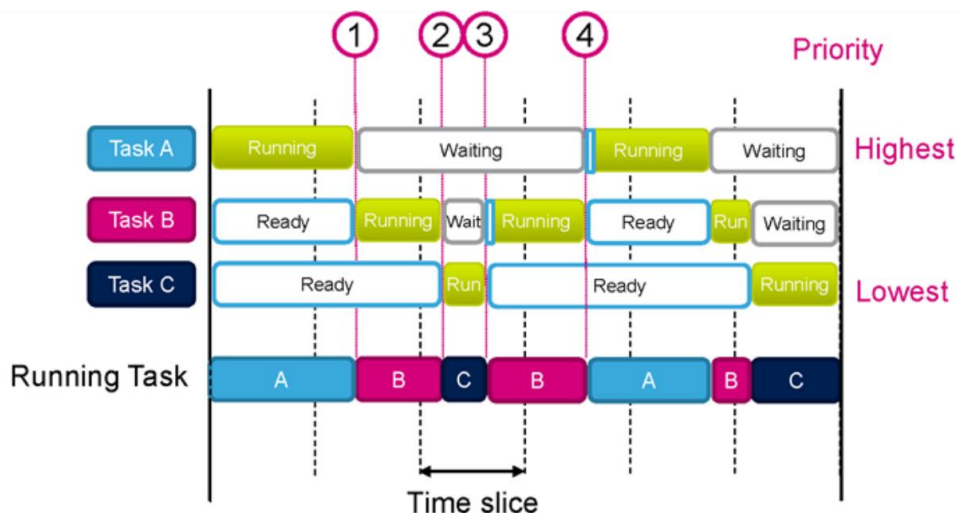 1 2 3 4
Priority
Task A Running Waiting Running Waiting Highest
Task B Ready Running Wait Running Ready Run Waiting
Task C Ready Run Ready Running Lowest
Running Task A B C B A B C
Time slice